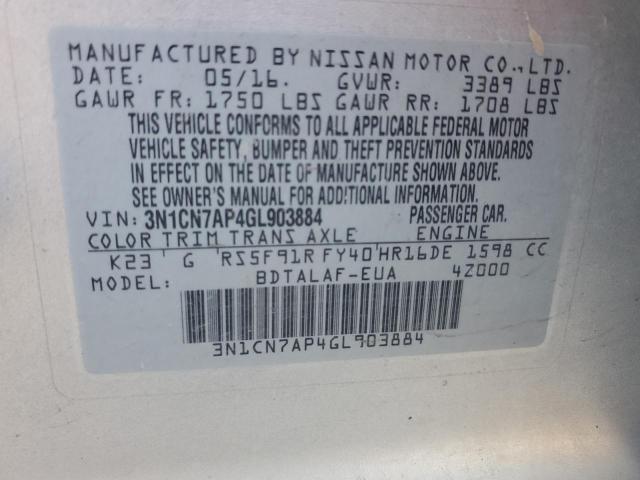 MANUFACTURED BY NISSAN MOTOR CO.,LTD.
DATE: 05/16. GVWR: 3389 LBS
GAWR FR: 1750 LBS GAWR RR: 1708 LBS
THIS VEHICLE CONFORMS TO ALL APPLICABLE FEDERAL MOTOR
VEHICLE SAFETY, BUMPER AND THEFT PREVENTION STANDARDS
IN EFFECT ON THE DATE OF MANUFACTURE SHOWN ABOVE.
SEE OWNER'S MANUAL FOR ADDITIONAL INFORMATION
VIN: 3N1CN7AP4GL903884 PASSENGER CAR.
COLOR TRIM TRANS AXLE ENGINE
K23 G RS5F91R FY40 HR16DE 1598 CC
MODEL: BDTALAF-EUA 4Z000
3N1CN7AP4GL903884